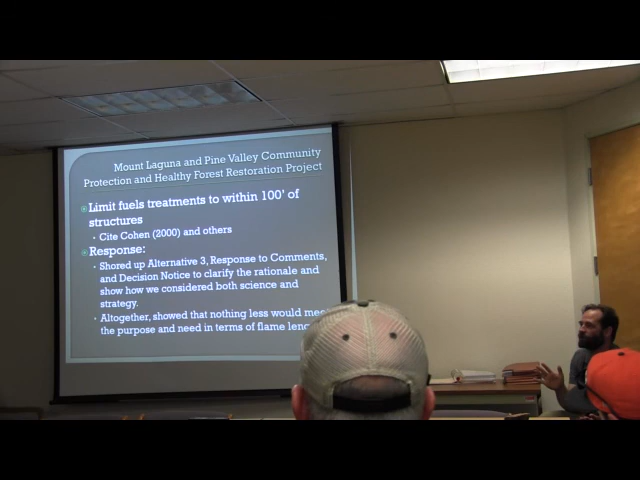 Mount Laguna and Pine Valley Community
Protection and Healthy Forest Restoration Project
Limit fuels treatments to within 100' of
structures
Cite Cohen (2000) and others
Response:
Shored up Alternative 3, Response to Comments,
and Decision Notice to clarify the rationale and
show how we considered both science and
strategy.
Altogether, showed that nothing less would
the purpose and need in terms of flame